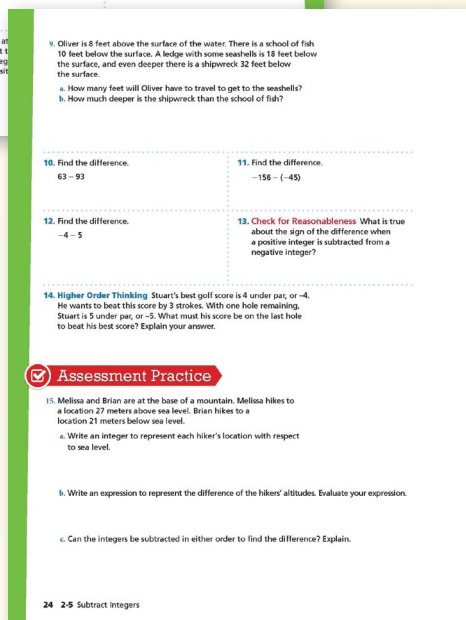 at
t t
eg
sit
9. Oliver is 8 feet above the surface of the water. There is a school of fish
10 feet below the surface. A ledge with some seashells is 18 feet below
the surface, and even deeper there is a shipwreck 32 feet below
the surface.
a. How many feet will Oliver have to travel to get to the seashells?
b. How much deeper is the shipwreck than the school of fish?
10. Find the difference.
63 – 93
11. Find the difference.
–156 – (–45)
12. Find the difference.
–4 – 5
13. Check for Reasonableness What is true
about the sign of the difference when
a positive integer is subtracted from a
negative integer?
14. Higher Order Thinking Stuart's best golf score is 4 under par, or –4.
He wants to beat this score by 3 strokes. With one hole remaining,
Stuart is 5 under par, or –5. What must his score be on the last hole
to beat his best score? Explain your answer.
Assessment Practice
15. Melissa and Brian are at the base of a mountain. Melissa hikes to
a location 27 meters above sea level. Brian hikes to a
location 21 meters below sea level.
a. Write an integer to represent each hiker's location with respect
to sea level.
b. Write an expression to represent the difference of the hikers' altitudes. Evaluate your expression.
c. Can the integers be subtracted in either order to find the difference? Explain.
24 2-5 Subtract Integers